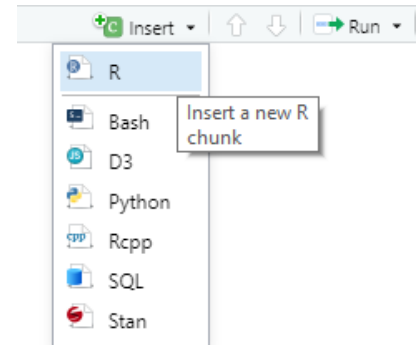 Insert
Run
R
Insert a new R
chunk
Bash
D3
Python
Rcpp
SQL
Stan